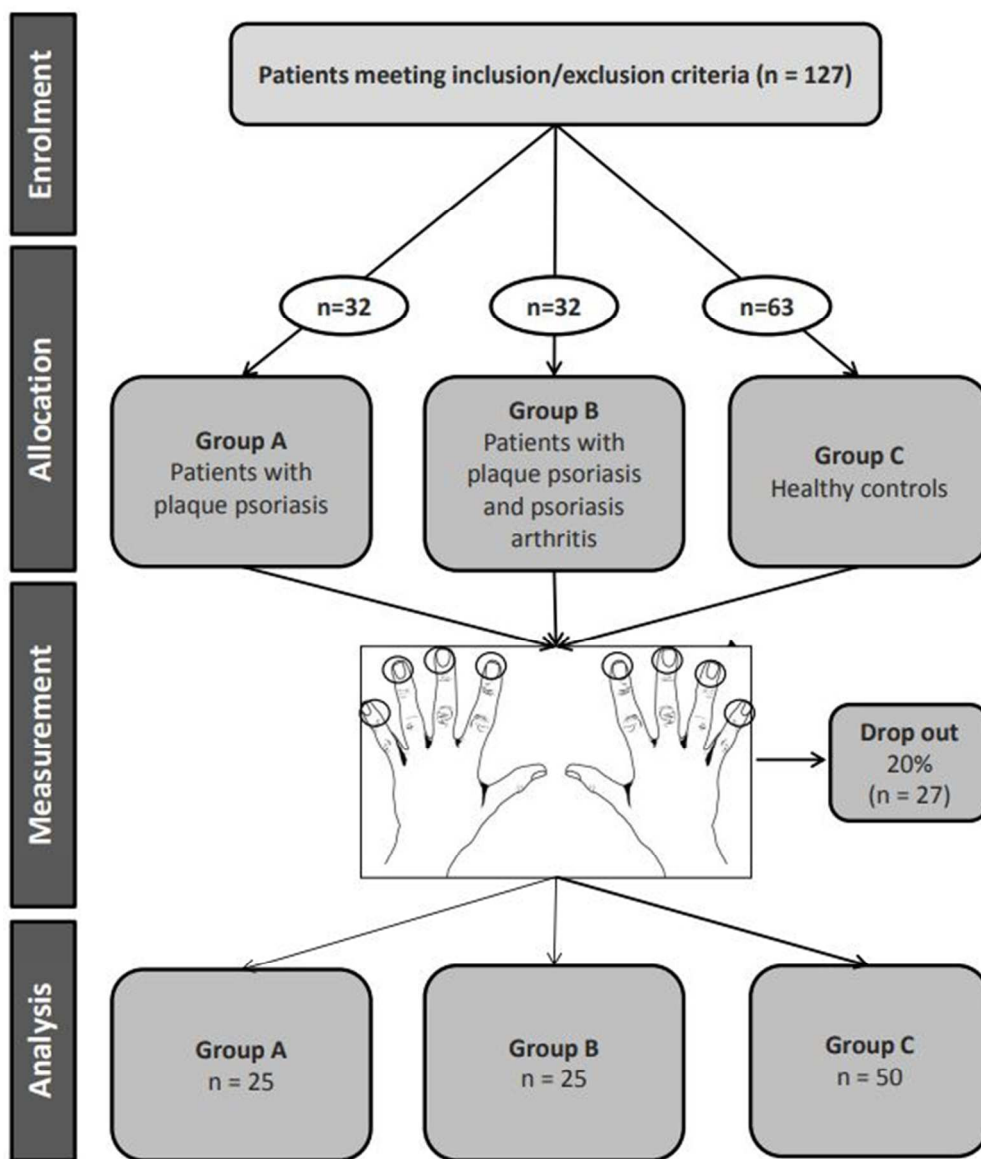 Enrolment
Patients meeting inclusion/exclusion criteria (n = 127)
Allocation
n=32
n=32
n=63
Group A
Patients with
plaque psoriasis
Group B
Patients with
plaque psoriasis
and psoriasis
arthritis
Group C
Healthy controls
Measurement
Drop out
20%
(n = 27)
Analysis
Group A
n = 25
Group B
n = 25
Group C
n = 50